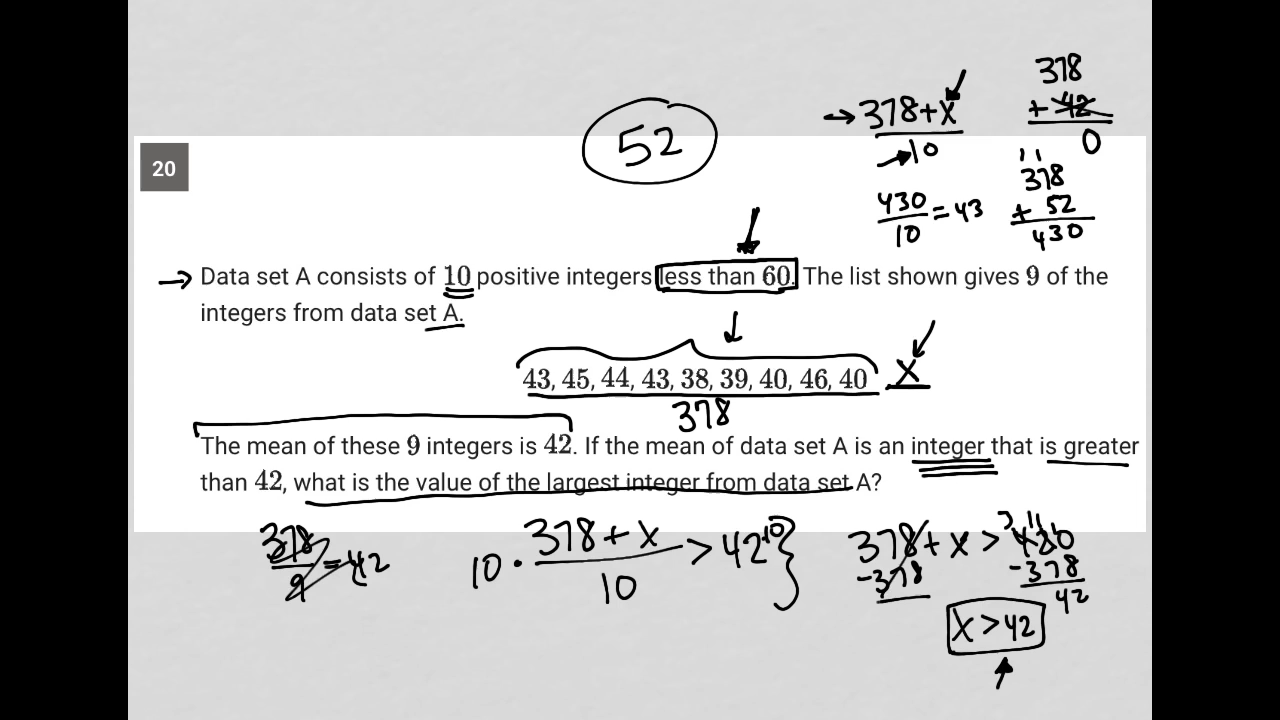 378
378+x
+ 42
52
10
0
20
11
378
430
+ 52
10
= 43
430
Data set A consists of 10 positive integers less than 60. The list shown gives 9 of the
integers from data set A.
43, 45, 44, 43, 38, 39, 40, 46, 40 x
378
The mean of these 9 integers is 42. If the mean of data set A is an integer that is greater
than 42, what is the value of the largest integer from data set A?
378
9
= 42
10 · 378 + x > 42·10
10
378 + x > 420
-378 -378
42
x > 42